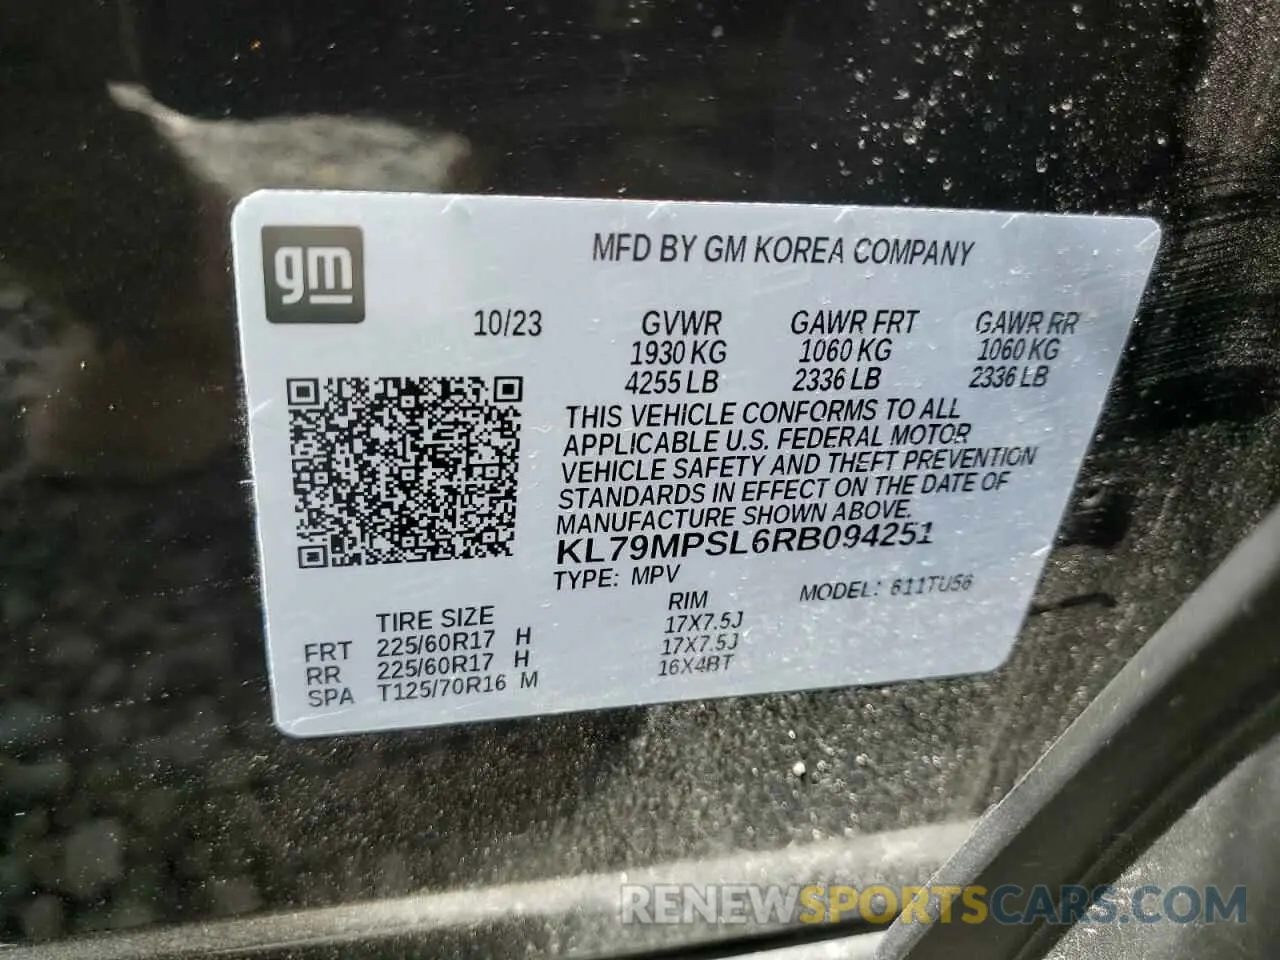 gm
MFD BY GM KOREA COMPANY
10/23
GVWR GAWR FRT GAWR RR
1930 KG 1060 KG 1060 KG
4255 LB 2336 LB 2336 LB
THIS VEHICLE CONFORMS TO ALL
APPLICABLE U.S. FEDERAL MOTOR
VEHICLE SAFETY AND THEFT PREVENTION
STANDARDS IN EFFECT ON THE DATE OF
MANUFACTURE SHOWN ABOVE.
KL79MPSL6RB094251
TYPE: MPV MODEL: 611TU56
TIRE SIZE RIM
FRT 225/60R17 H 17X7.5J
RR 225/60R17 H 17X7.5J
SPA T125/70R16 M 16X4BT
RENEWSPORTSCARS.COM